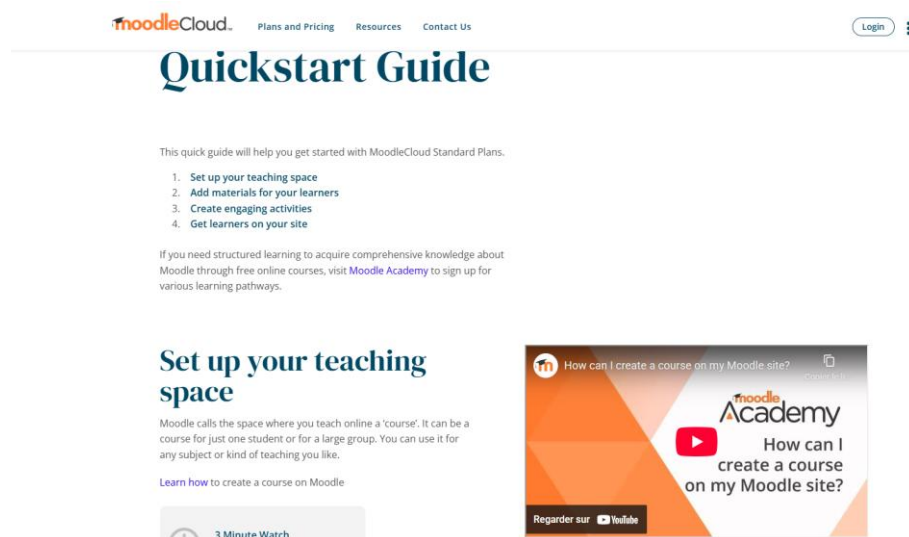 moodleCloud Plans and Pricing Resources Contact Us Login
Quickstart Guide
This quick guide will help you get started with MoodleCloud Standard Plans.
1. Set up your teaching space
2. Add materials for your learners
3. Create engaging activities
4. Get learners on your site
If you need structured learning to acquire comprehensive knowledge about
Moodle through free online courses, visit Moodle Academy to sign up for
various learning pathways.
Set up your teaching
space
Moodle calls the space where you teach online a 'course'. It can be a
course for just one student or for a large group. You can use it for
any subject or kind of teaching you like.
Learn how to create a course on Moodle
3 Minute Watch
m How can I create a course on my Moodle site?
moodle
Academy
How can I
create a course
on my Moodle site?
Regarder sur YouTube